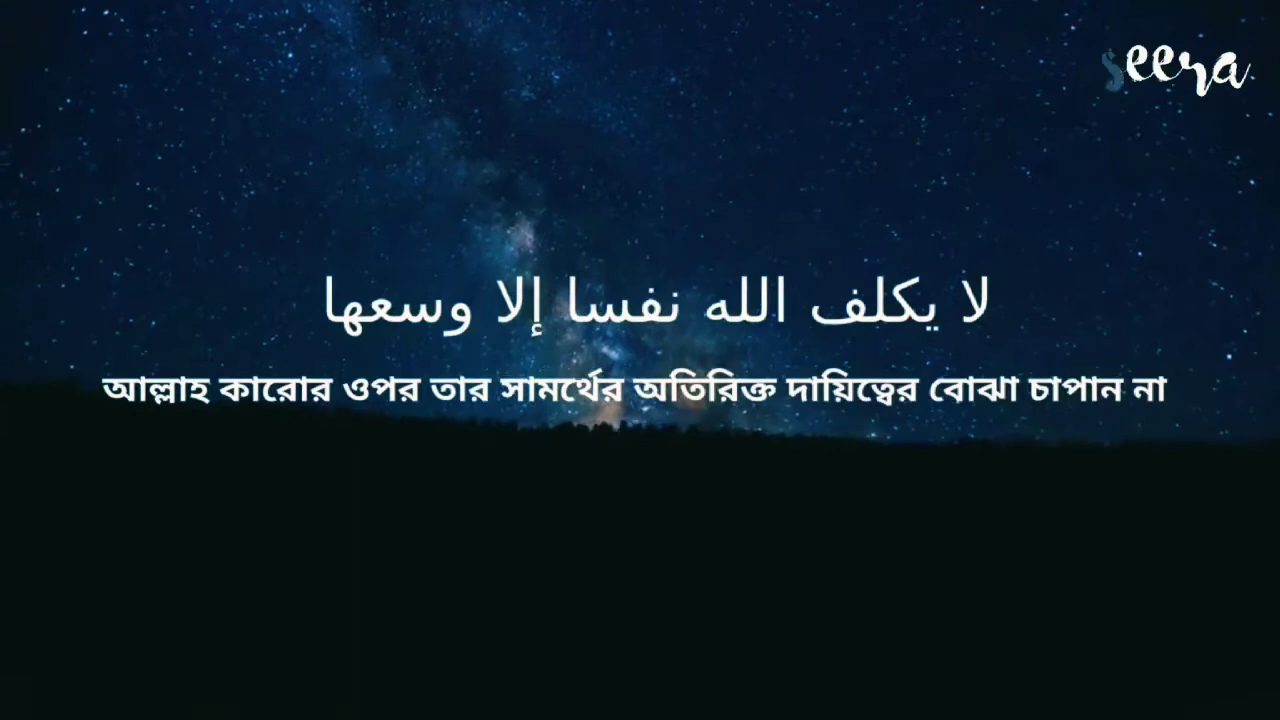 seera
لا يكلف الله نفسا إلا وسعها
আল্লাহ কারোর ওপর তার সামর্থের অতিরিক্ত দায়িত্বের বোঝা চাপান না